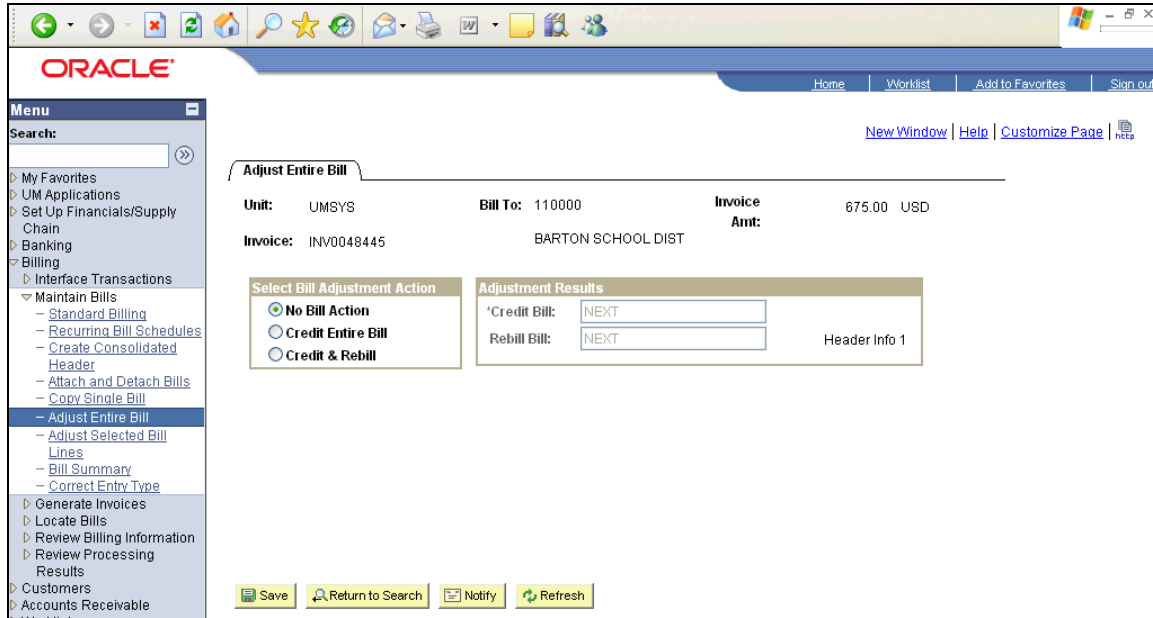 ORACLE®
Home | Worklist | Add to Favorites | Sign out
Menu
Search:
New Window | Help | Customize Page | http
My Favorites
UM Applications
Set Up Financials/Supply
Chain
Banking
Billing
Interface Transactions
Maintain Bills
– Standard Billing
– Recurring Bill Schedules
– Create Consolidated
Header
– Attach and Detach Bills
– Copy Single Bill
– Adjust Entire Bill
– Adjust Selected Bill
Lines
– Bill Summary
– Correct Entry Type
Generate Invoices
Locate Bills
Review Billing Information
Review Processing
Results
Customers
Accounts Receivable
Adjust Entire Bill
Unit: UMSYS Bill To: 110000 Invoice Amt: 675.00 USD
Invoice: INV0048445 BARTON SCHOOL DIST
Select Bill Adjustment Action
No Bill Action
Credit Entire Bill
Credit & Rebill
Adjustment Results
*Credit Bill: NEXT
Rebill Bill: NEXT Header Info 1
Save Return to Search Notify Refresh